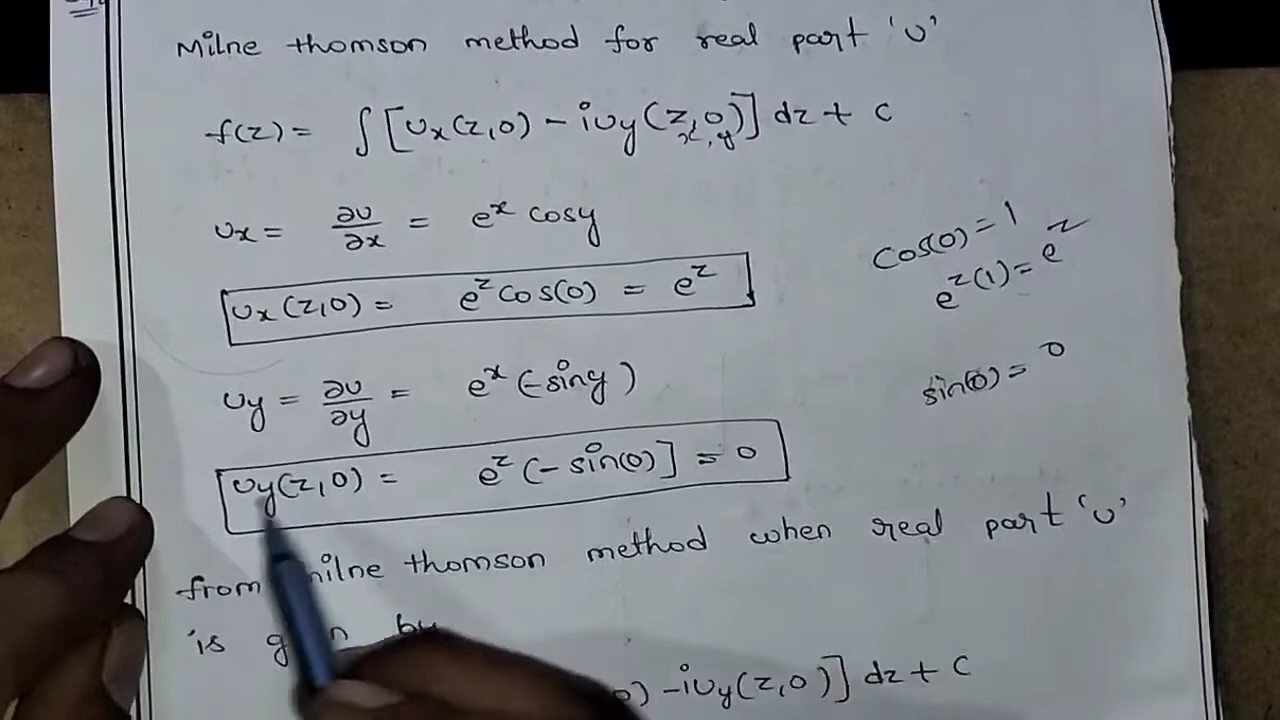 Milne thomson method for real part 'u'
f(z) = ∫[ux(z,0) - iuy(z,0)] dz + c
x, y
ux = ∂u/∂x = e^x cosy
cos(0) = 1
ux(z,0) = e^z cos(0) = e^z
e^z(1) = e^z
uy = ∂u/∂y = e^x (-siny)
sin(0) = 0
uy(z,0) = e^z (-sin(0)] = 0
from milne thomson method when real part 'u'
is by
0) - iuy(z,0)] dz + c